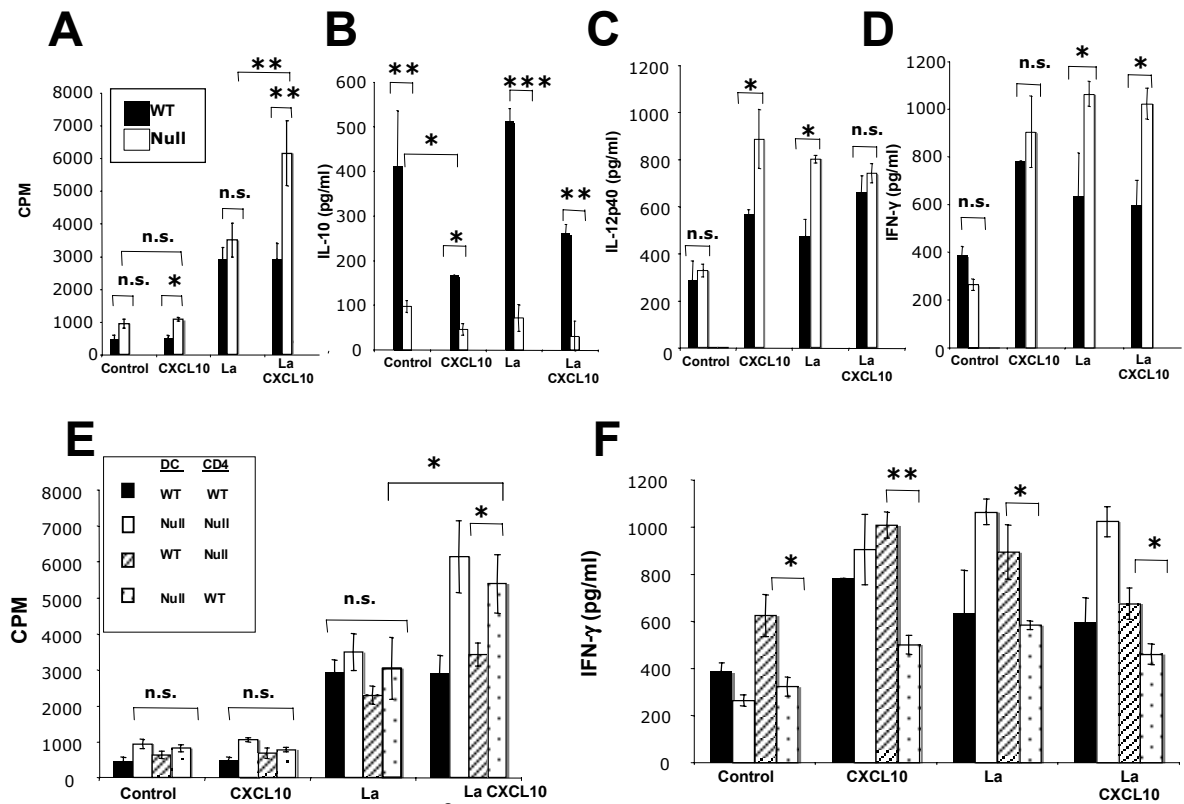 A
**
**
8000
WT
Null
7000
6000
5000
CPM
4000
n.s.
3000
n.s.
2000
n.s.
*
1000
0
Control CXCL10 La La
CXCL10
B
600
**
***
500
*
400
IL-10 (pg/ml)
300
**
200
*
100
0
Control CXCL10 La La
CXCL10
C
1200
*
1000
*
n.s.
800
IL-12p40 (pg/ml)
600
n.s.
400
200
0
Control CXCL10 La La
CXCL10
D
1200
n.s.
*
*
1000
800
IFN-γ (pg/ml)
600
n.s.
400
200
0
Control CXCL10 La La
CXCL10
E
DC CD4
WT WT
Null Null
WT Null
Null WT
*
*
8000
7000
6000
5000
CPM
4000
n.s.
3000
2000
n.s.
n.s.
1000
0
Control CXCL10 La La CXCL10
F
1200
**
*
1000
*
*
800
IFN-γ (pg/ml)
600
400
200
0
Control CXCL10 La La
CXCL10